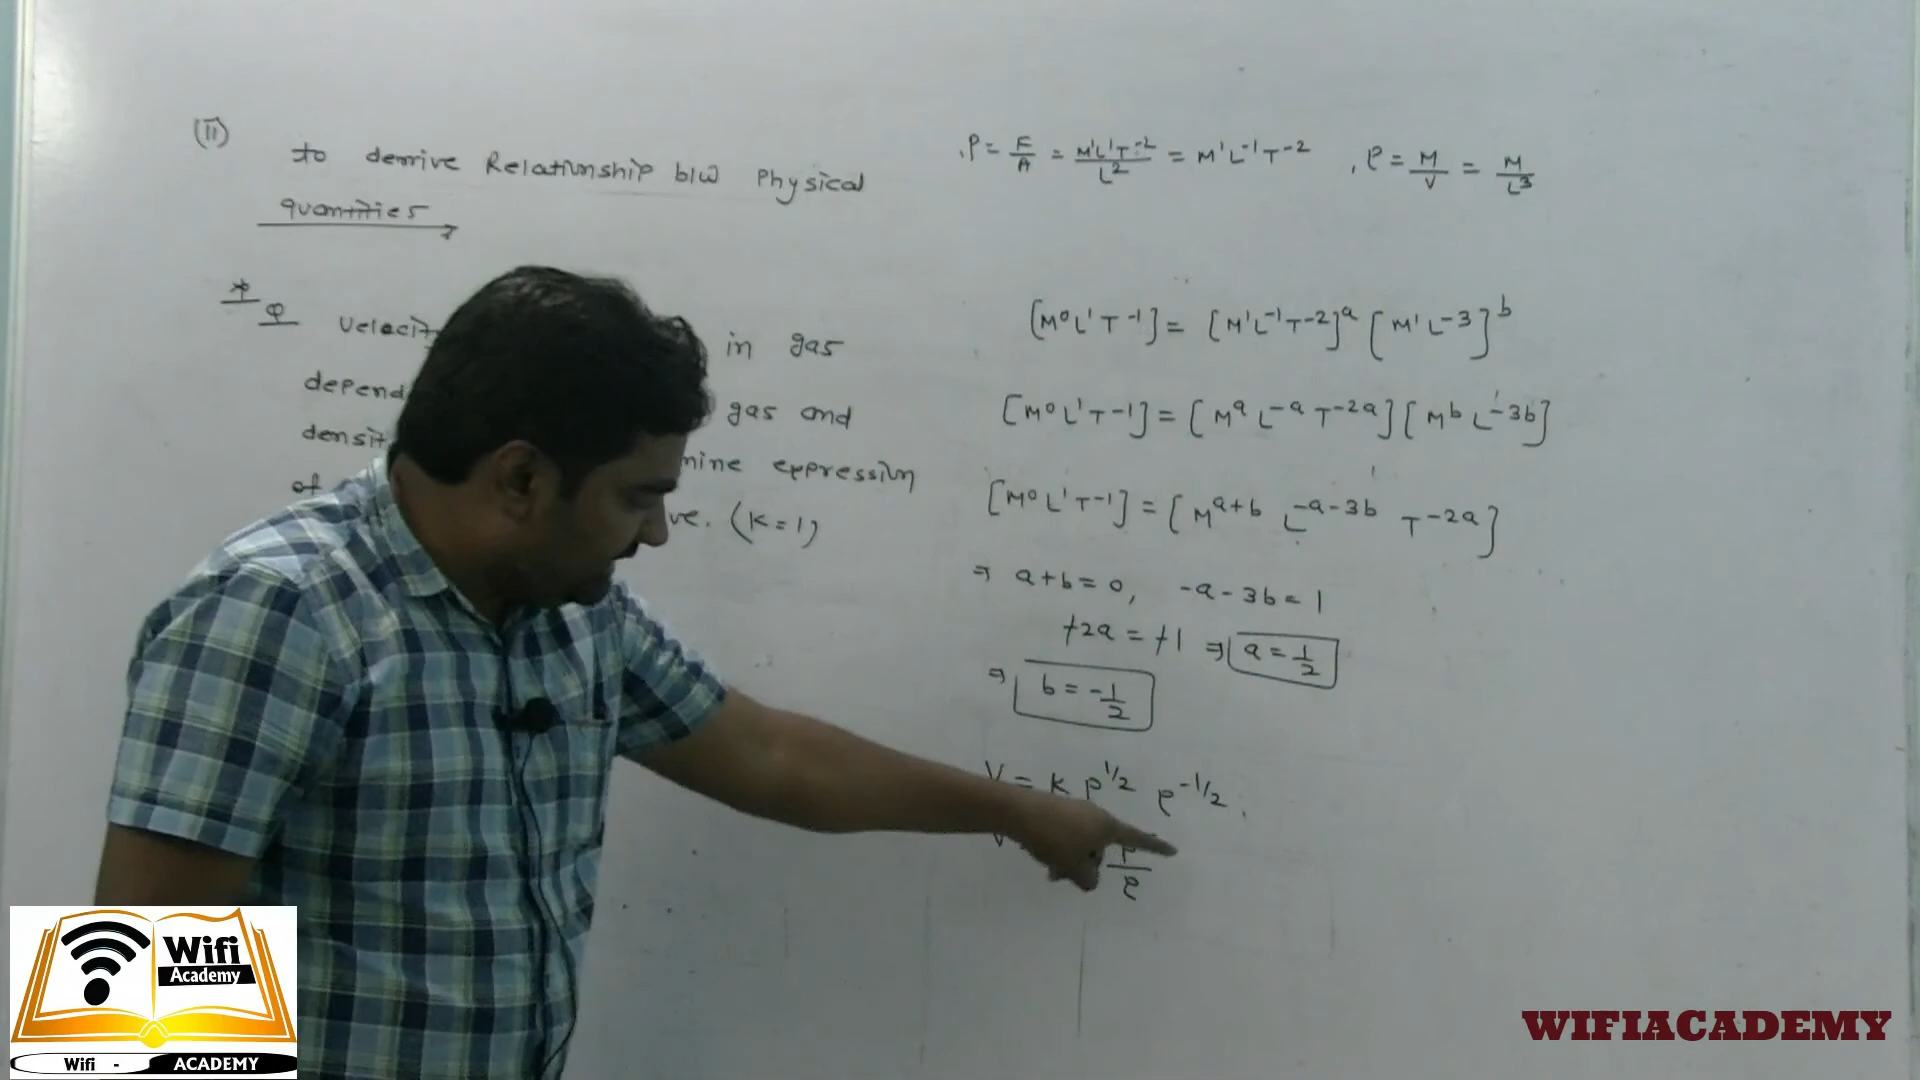 (II)
to derrive Relationship b/w Physical
quantities
* Q velocit in gas
depend gas and
densit mine expression
of ve. (K=1)
P = F/A = M¹L¹T⁻²/L² = M¹L⁻¹T⁻² , ρ = M/V = M/L³
[M⁰L¹T⁻¹] = [M¹L⁻¹T⁻²]ᵃ [M¹L⁻³]ᵇ
[M⁰L¹T⁻¹] = [Mᵃ L⁻ᵃ T⁻²ᵃ] [Mᵇ L⁻³ᵇ]
[M⁰L¹T⁻¹] = [Mᵃ⁺ᵇ L⁻ᵃ⁻³ᵇ T⁻²ᵃ]
⇒ a+b=0, -a-3b=1
+2a = +1 ⇒ a = 1/2
⇒ b = -1/2
V = K P^1/2 ρ^-1/2.
V P/ρ
Wifi
Academy
Wifi - ACADEMY
WIFIACADEMY